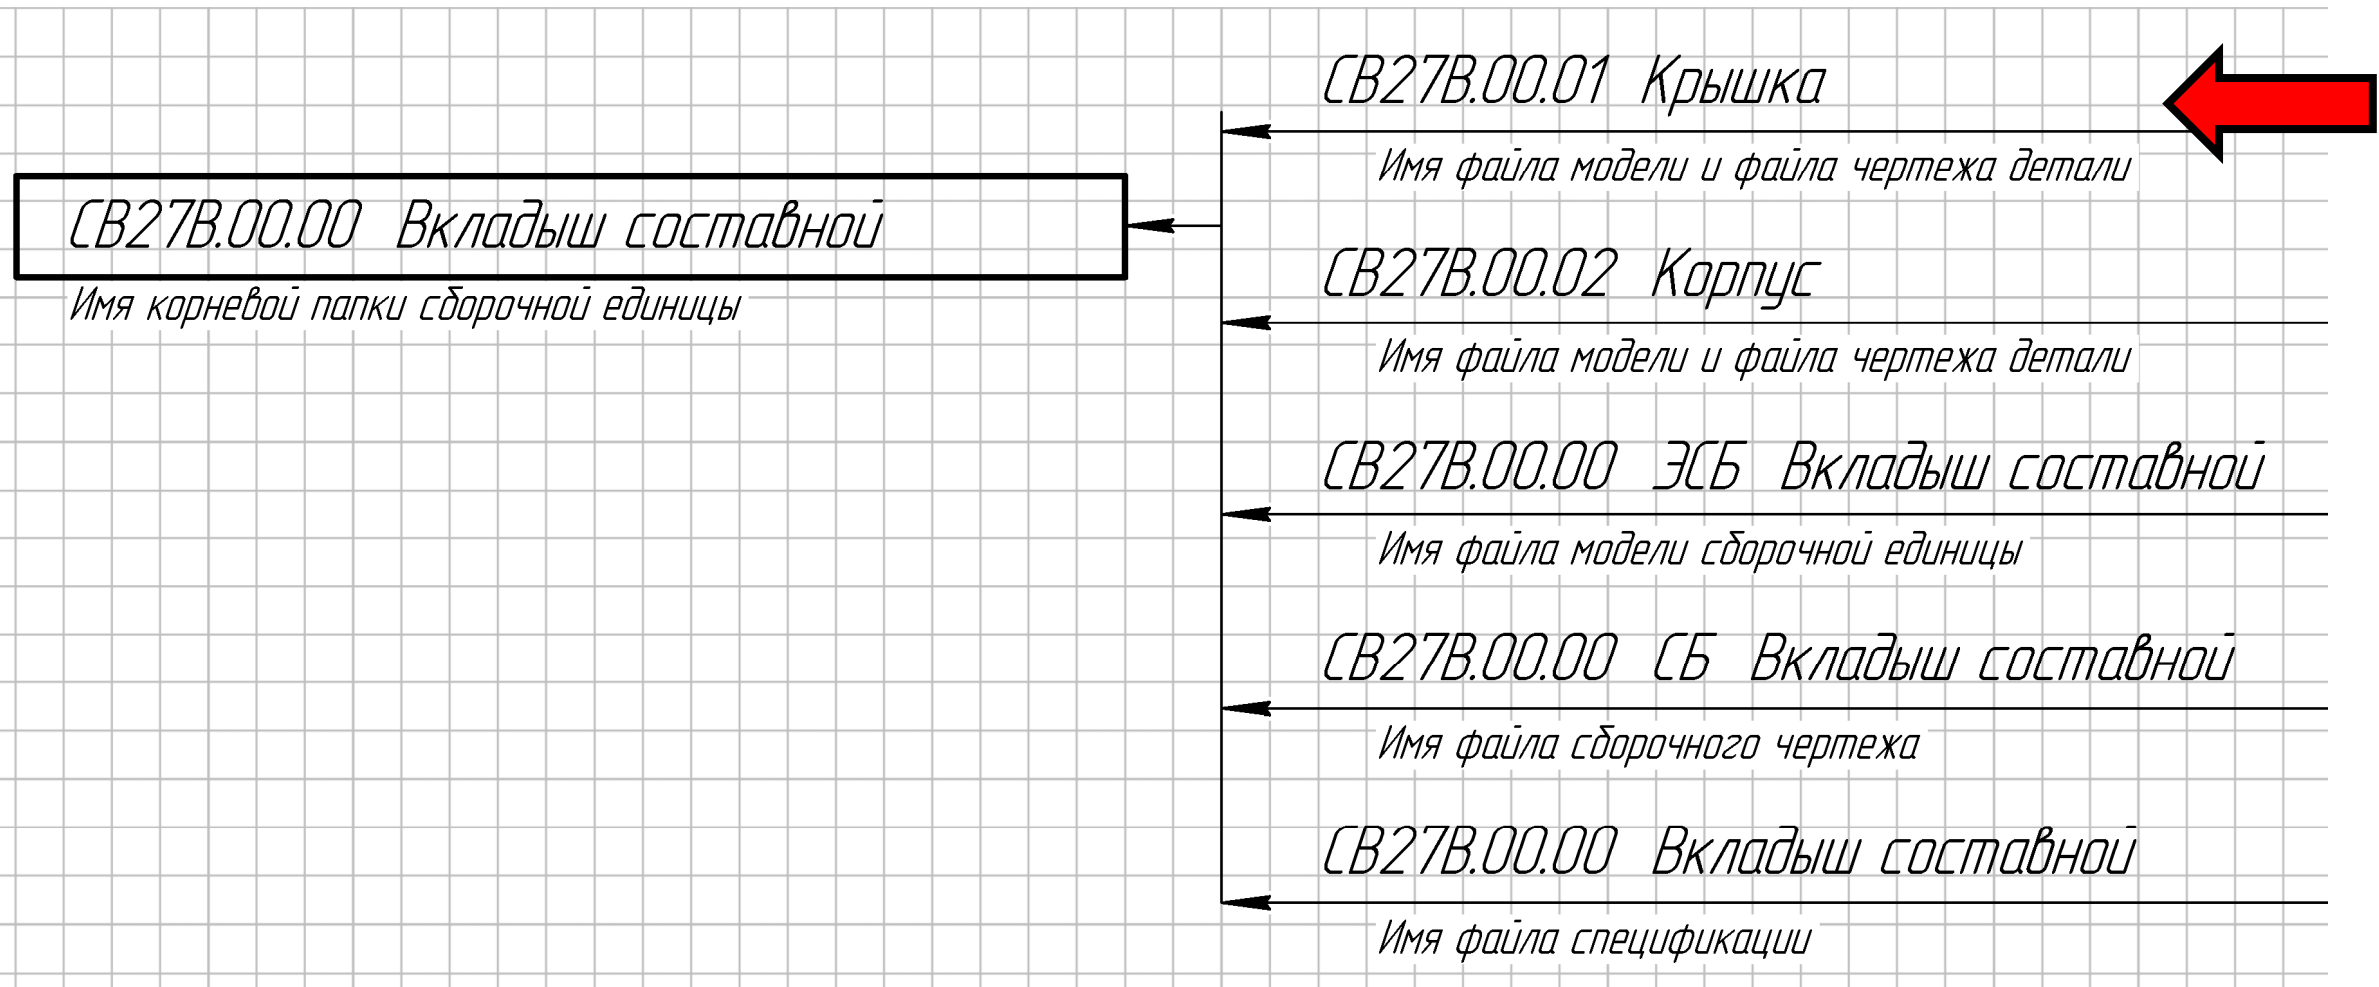 СВ27В.00.00 Вкладыш составной
Имя корневой папки сборочной единицы
СВ27В.00.01 Крышка
Имя файла модели и файла чертежа детали
СВ27В.00.02 Корпус
Имя файла модели и файла чертежа детали
СВ27В.00.00 ЭСБ Вкладыш составной
Имя файла модели сборочной единицы
СВ27В.00.00 СБ Вкладыш составной
Имя файла сборочного чертежа
СВ27В.00.00 Вкладыш составной
Имя файла спецификации